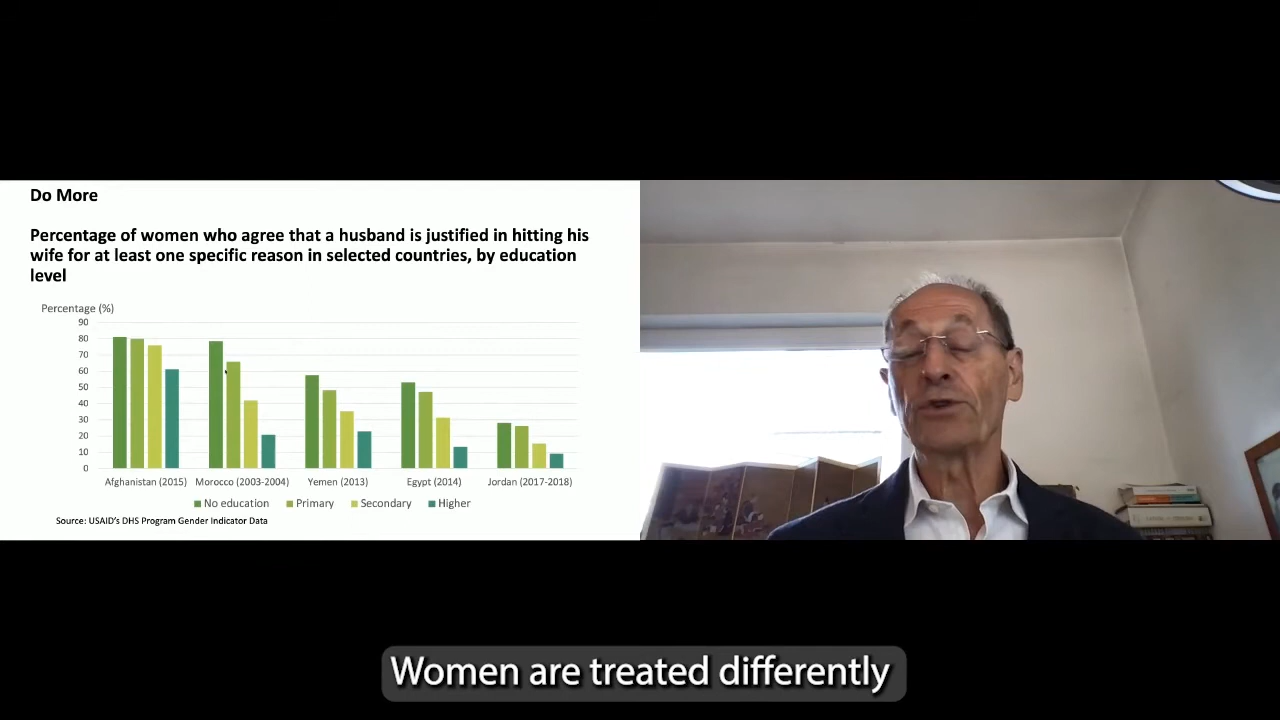 Do More
Percentage of women who agree that a husband is justified in hitting his
wife for at least one specific reason in selected countries, by education
level
Percentage (%)
90
80
70
60
50
40
30
20
10
0
Afghanistan (2015) Morocco (2003-2004) Yemen (2013) Egypt (2014) Jordan (2017-2018)
No education Primary Secondary Higher
Source: USAID's DHS Program Gender Indicator Data
Women are treated differently